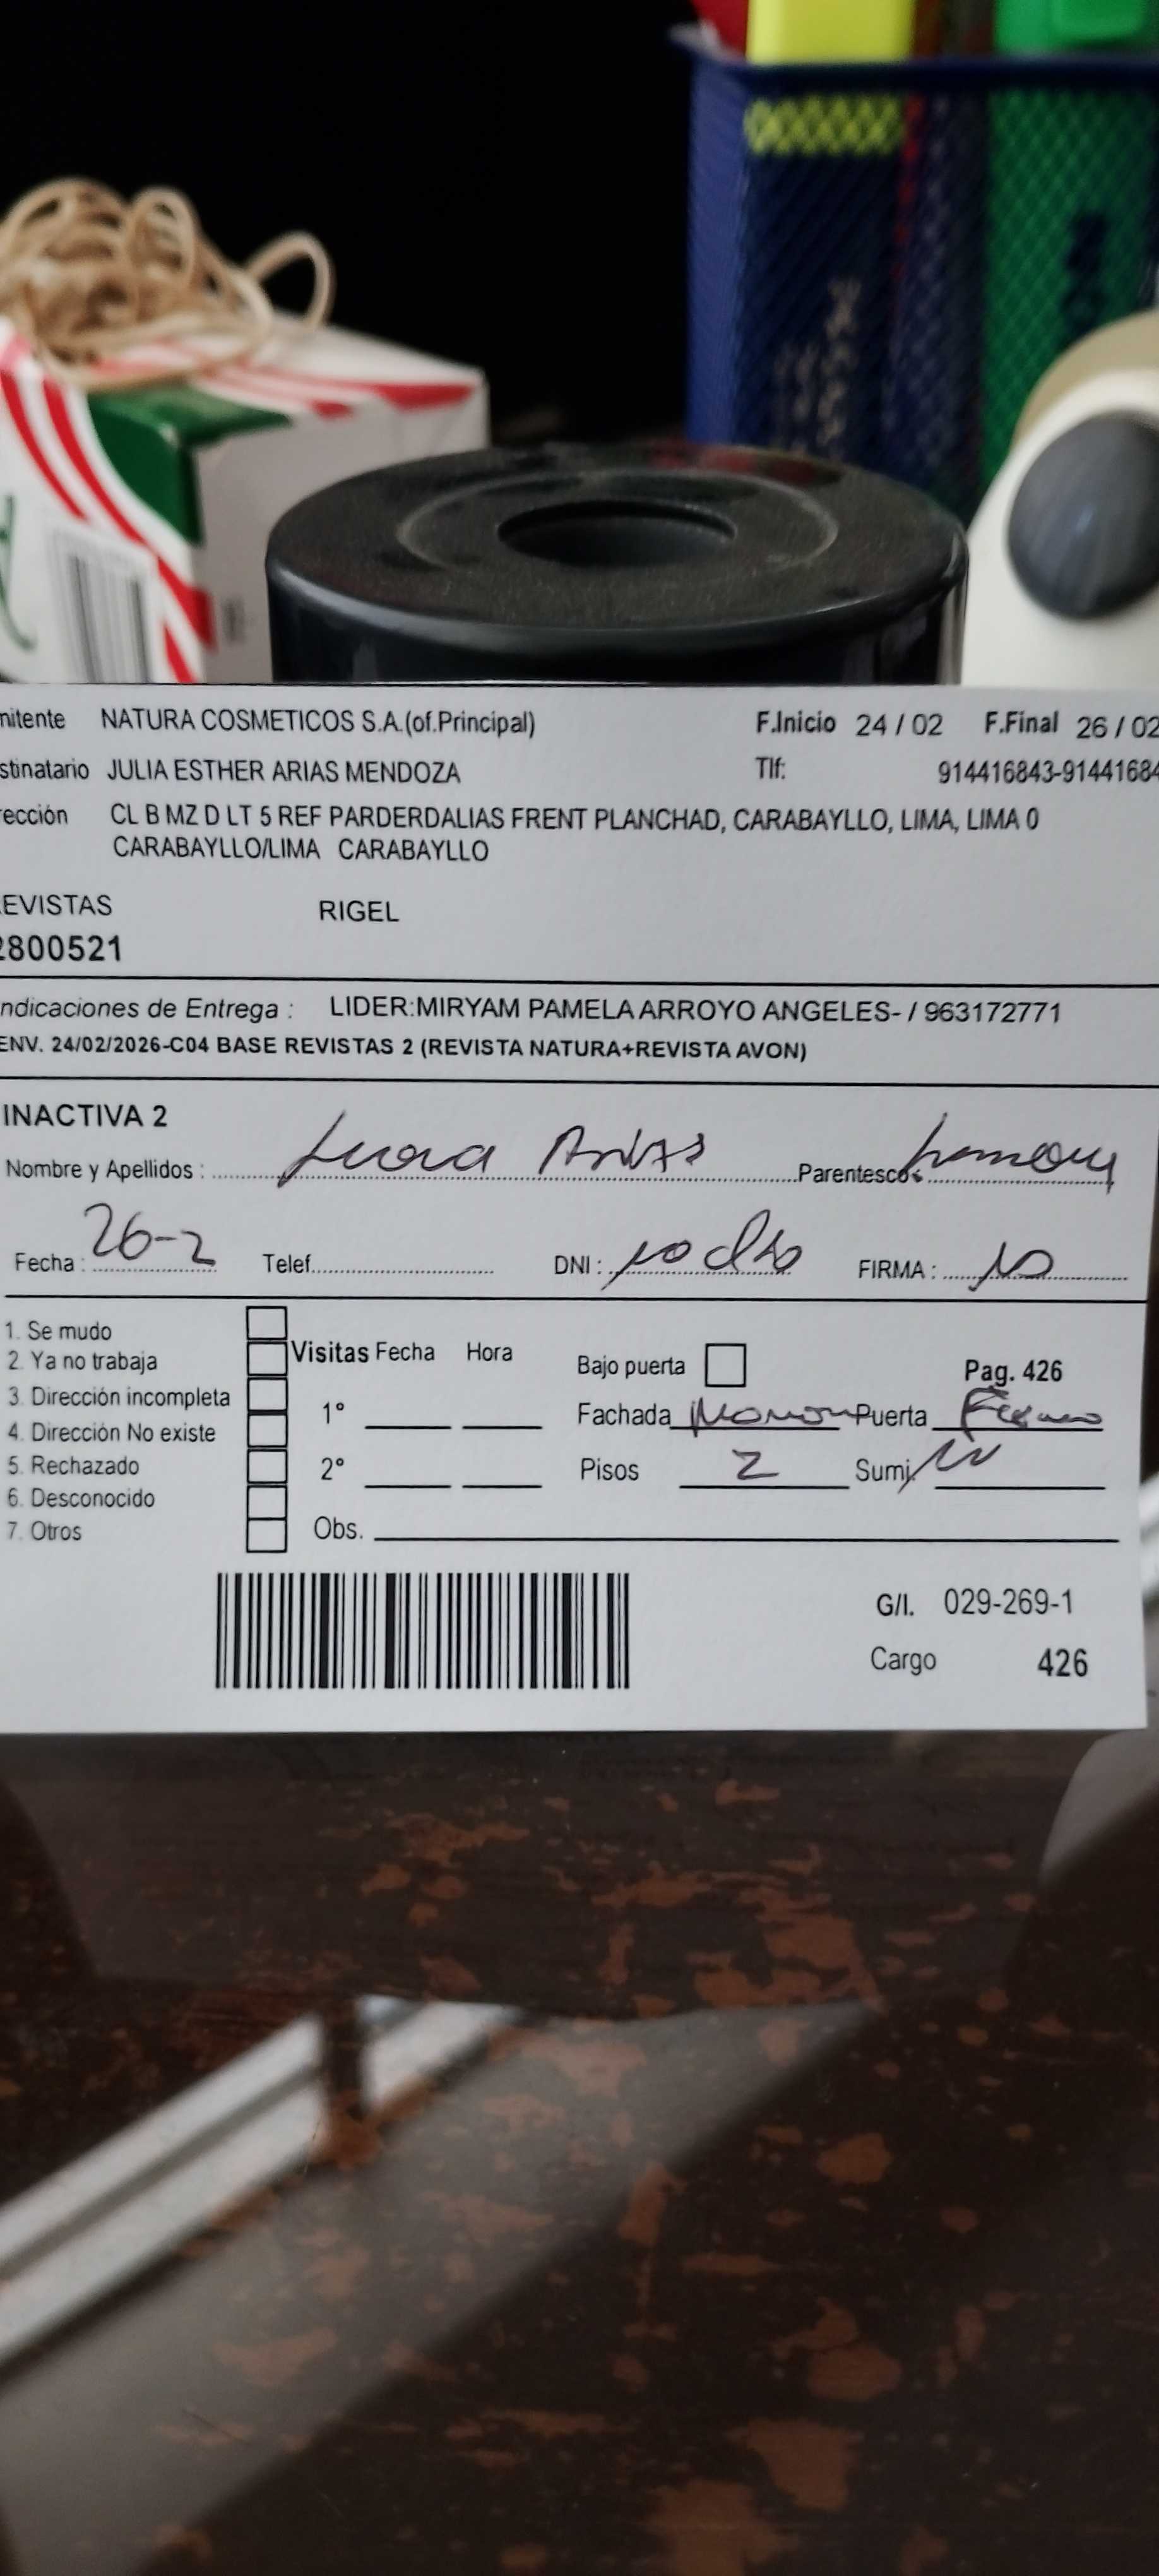 mitente NATURA COSMETICOS S.A.(of.Principal) F.Inicio 24 / 02 F.Final 26 / 02
stinatario JULIA ESTHER ARIAS MENDOZA Tlf: 914416843-91441684
ección CL B MZ D LT 5 REF PARDERDALIAS FRENT PLANCHAD, CARABAYLLO, LIMA, LIMA 0
CARABAYLLO/LIMA CARABAYLLO
EVISTAS RIGEL
2800521
ndicaciones de Entrega : LIDER:MIRYAM PAMELA ARROYO ANGELES- / 963172771
ENV. 24/02/2026-C04 BASE REVISTAS 2 (REVISTA NATURA+REVISTA AVON)
INACTIVA 2
Nombre y Apellidos : Arias Parentesco :
Fecha : 26-2 Telef. DNI : no dio FIRMA : NO
1. Se mudo
2. Ya no trabaja Visitas Fecha Hora Bajo puerta Pag. 426
3. Dirección incompleta 1° Fachada Puerta
4. Dirección No existe
5. Rechazado 2° Pisos 2 Sumi.
6. Desconocido
7. Otros Obs.
G/I. 029-269-1
Cargo 426